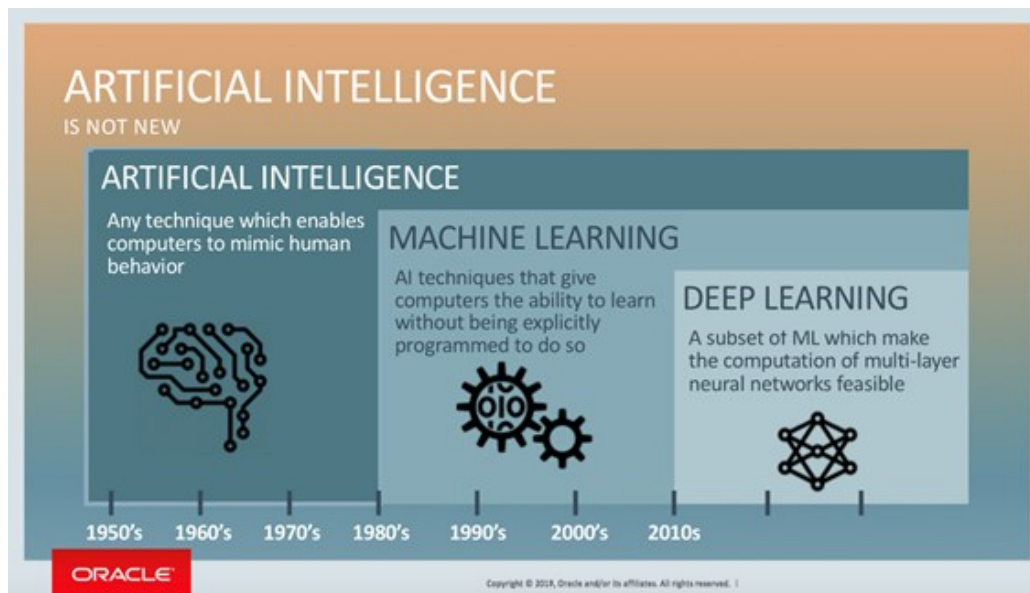 ARTIFICIAL INTELLIGENCE
IS NOT NEW
ARTIFICIAL INTELLIGENCE
Any technique which enables
computers to mimic human
behavior
MACHINE LEARNING
AI techniques that give
computers the ability to learn
without being explicitly
programmed to do so
OIO
DEEP LEARNING
A subset of ML which make
the computation of multi-layer
neural networks feasible
1950's 1960's 1970's 1980's 1990's 2000's 2010s
ORACLE
Copyright © 2019, Oracle and/or its affiliates. All rights reserved. |